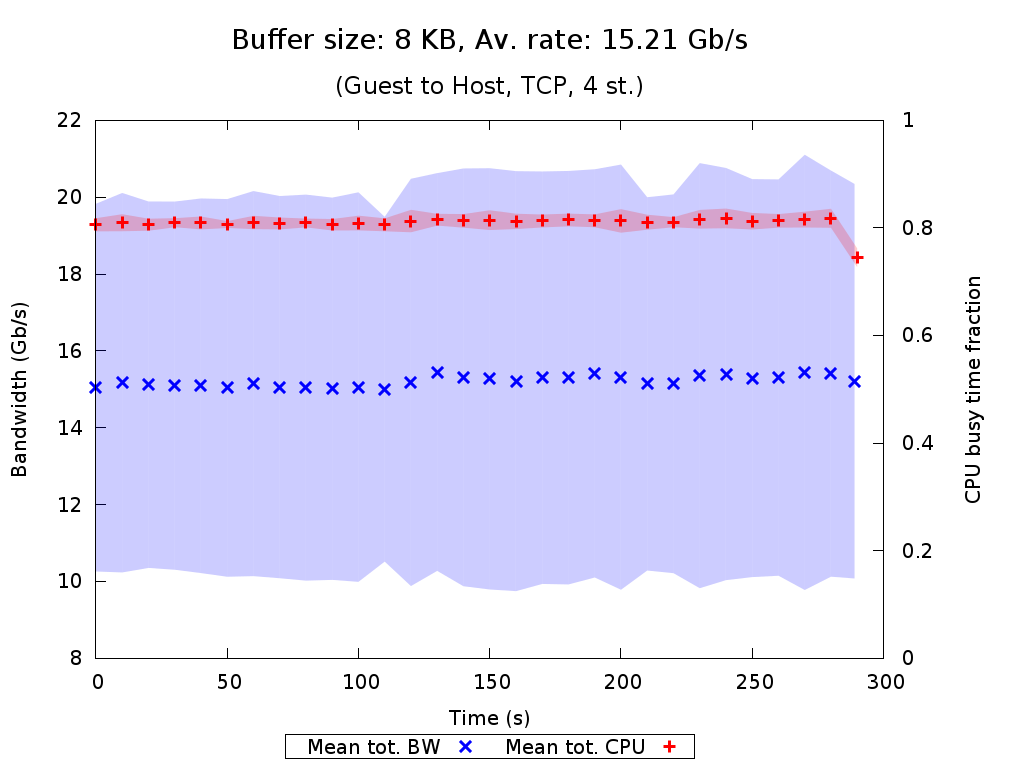 Buffer size: 8 KB, Av. rate: 15.21 Gb/s
(Guest to Host, TCP, 4 st.)
22
20
18
16
14
12
10
8
Bandwidth (Gb/s)
1
0.8
0.6
0.4
0.2
0
CPU busy time fraction
0 50 100 150 200 250 300
Time (s)
Mean tot. BW Mean tot. CPU